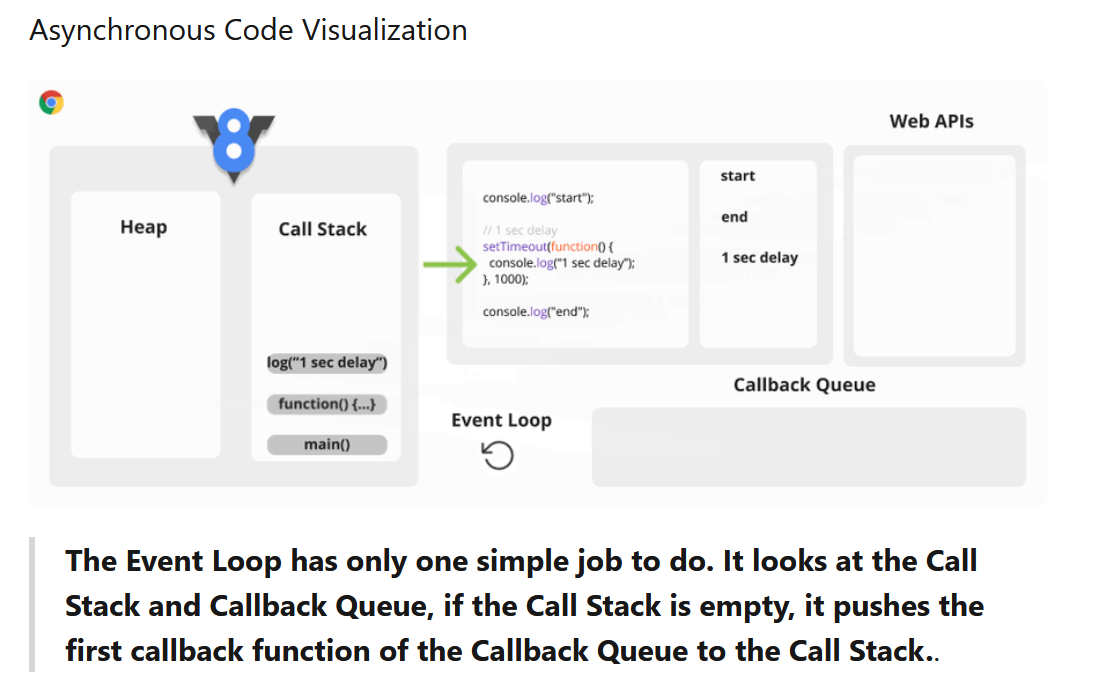 Asynchronous Code Visualization
8
Web APIs
Heap
Call Stack
log("1 sec delay")
function() {...}
main()
console.log("start");
// 1 sec delay
setTimeout(function() {
console.log("1 sec delay");
}, 1000);
console.log("end");
start
end
1 sec delay
Callback Queue
Event Loop
The Event Loop has only one simple job to do. It looks at the Call
Stack and Callback Queue, if the Call Stack is empty, it pushes the
first callback function of the Callback Queue to the Call Stack..